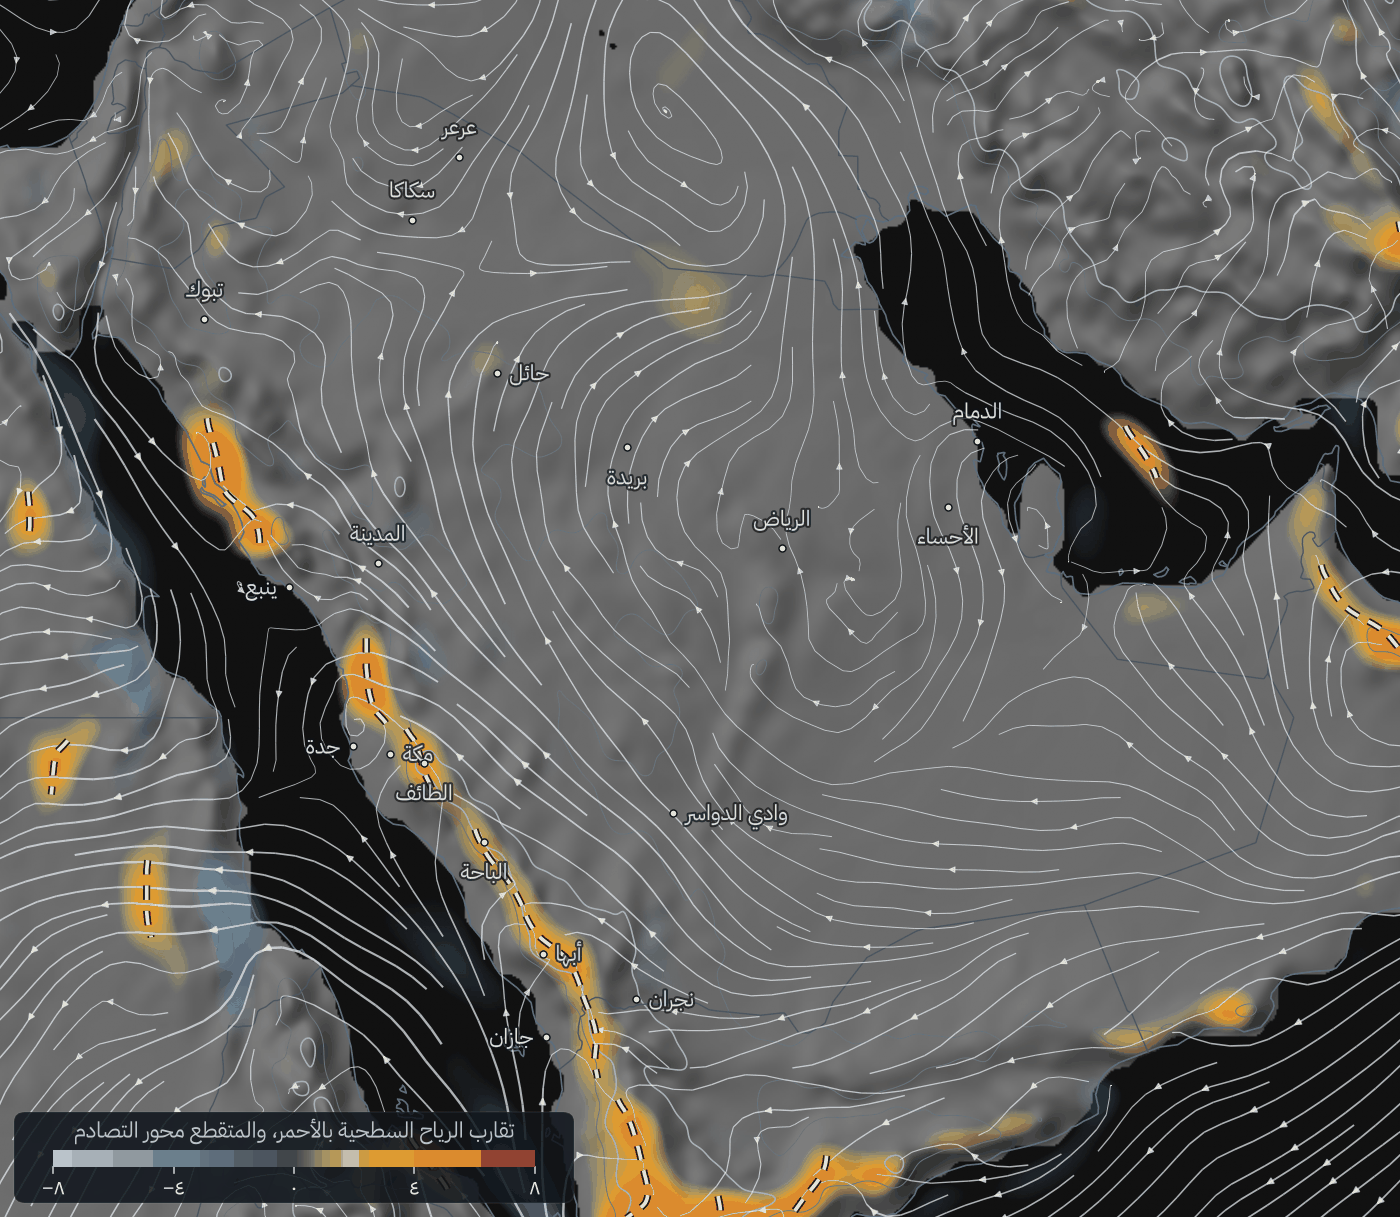 عرعر
سكاكا
تبوك
حائل
الدمام
بريدة
الرياض
الأحساء
المدينة
ينبع
جدة
مكة
الطائف
وادي الدواسر
الباحة
أبها
نجران
جازان
تقارب الرياح السطحية بالأحمر، والمتقطع محور التصادم
−٨ −٤ ٠ ٤ ٨